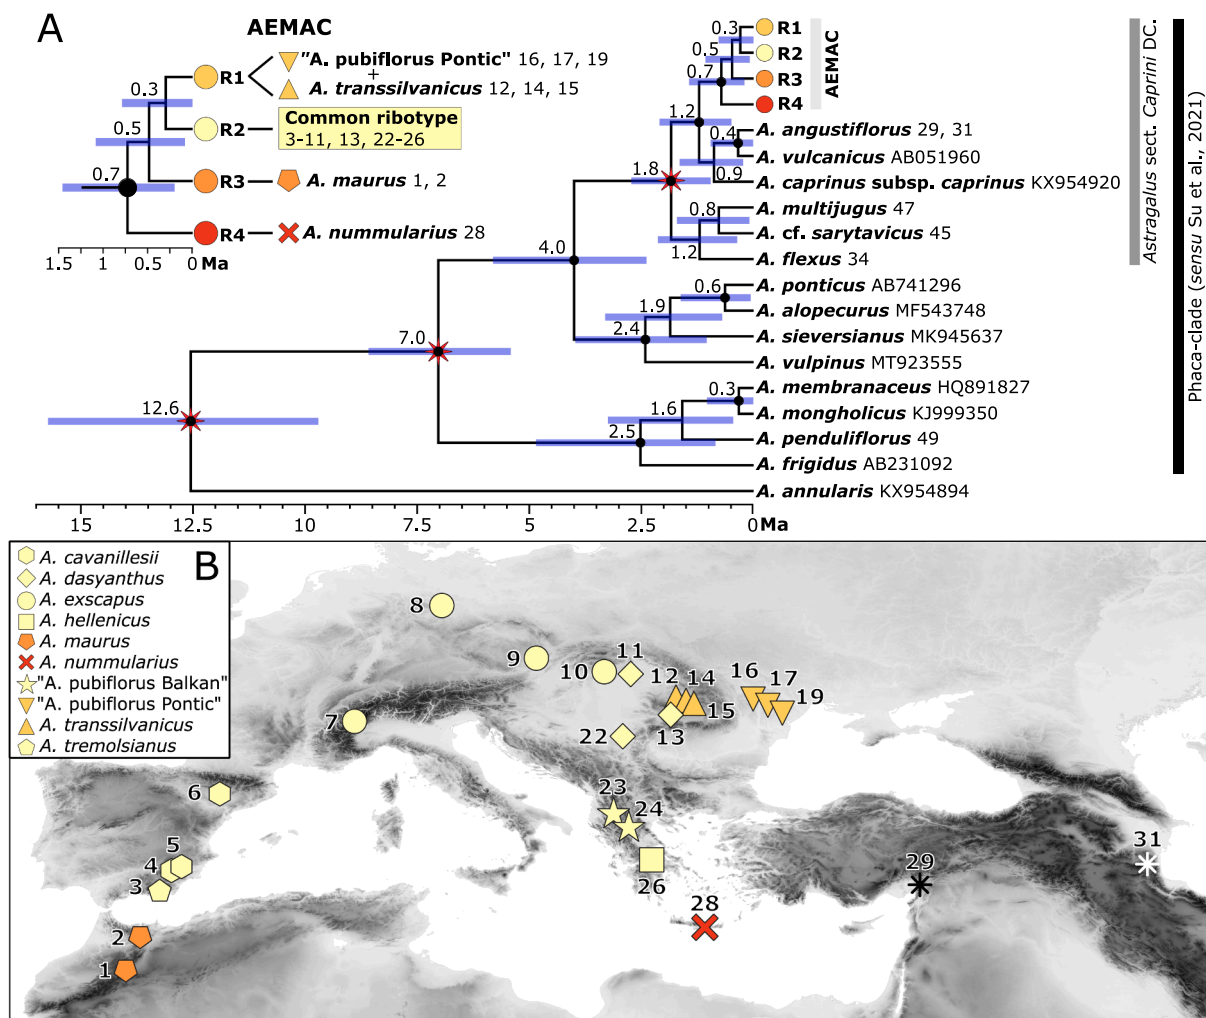 A
AEMAC
R1
"A. pubiflorus Pontic" 16, 17, 19
+
A. transsilvanicus 12, 14, 15
R2
Common ribotype
3-11, 13, 22-26
R3
A. maurus 1, 2
R4
A. nummularius 28
0.3
0.5
0.7
1.5 1 0.5 0 Ma
0.3
0.5
0.7
1.2
0.4
0.9
1.8
0.8
1.2
4.0
0.6
1.9
2.4
7.0
0.3
1.6
2.5
12.6
R1
R2
R3
R4
AEMAC
A. angustiflorus 29, 31
A. vulcanicus AB051960
A. caprinus subsp. caprinus KX954920
A. multijugus 47
A. cf. sarytavicus 45
A. flexus 34
A. ponticus AB741296
A. alopecurus MF543748
A. sieversianus MK945637
A. vulpinus MT923555
A. membranaceus HQ891827
A. mongholicus KJ999350
A. penduliflorus 49
A. frigidus AB231092
A. annularis KX954894
Astragalus sect. Caprini DC.
Phaca-clade (sensu Su et al., 2021)
15 12.5 10 7.5 5 2.5 0 Ma
B
A. cavanillesii
A. dasyanthus
A. exscapus
A. hellenicus
A. maurus
A. nummularius
"A. pubiflorus Balkan"
"A. pubiflorus Pontic"
A. transsilvanicus
A. tremolsianus
8
9
10
11
12
14
15
13
16
17
19
7
22
6
23
24
26
5
4
3
2
1
28
29
31